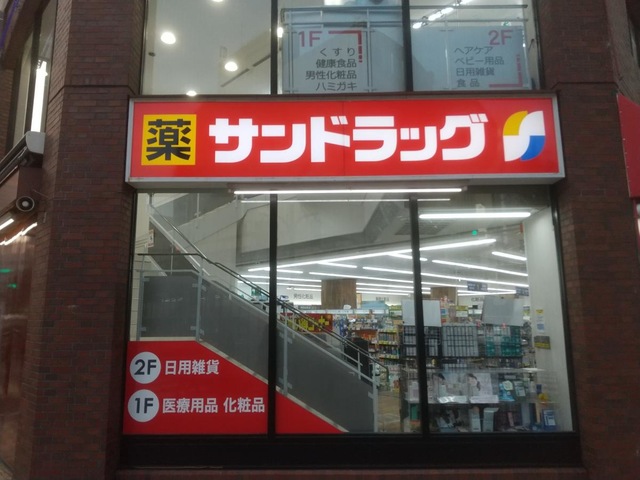 1F
くすり
健康食品
男性化粧品
ハミガキ
2F
ヘアケア
ベビー用品
日用雑貨
食品
薬 サンドラッグ
2F 日用雑貨
1F 医療用品 化粧品